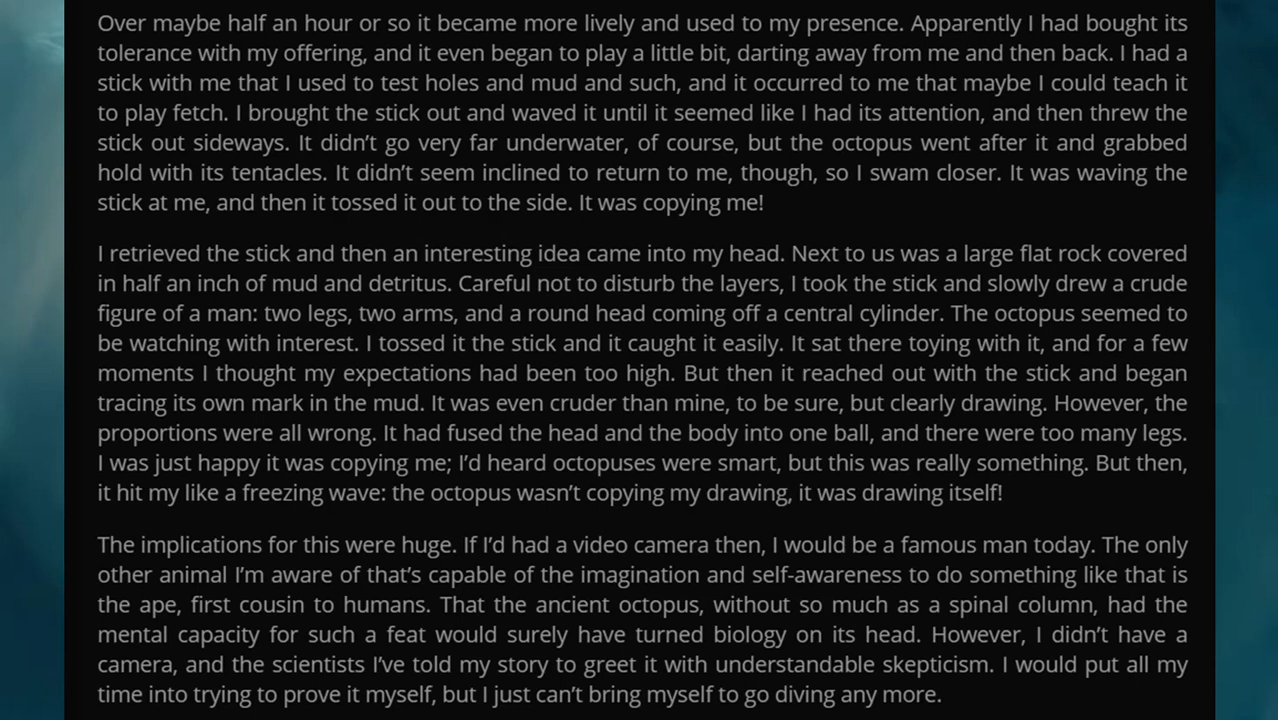 Over maybe half an hour or so it became more lively and used to my presence. Apparently I had bought its
tolerance with my offering, and it even began to play a little bit, darting away from me and then back. I had a
stick with me that I used to test holes and mud and such, and it occurred to me that maybe I could teach it
to play fetch. I brought the stick out and waved it until it seemed like I had its attention, and then threw the
stick out sideways. It didn’t go very far underwater, of course, but the octopus went after it and grabbed
hold with its tentacles. It didn’t seem inclined to return to me, though, so I swam closer. It was waving the
stick at me, and then it tossed it out to the side. It was copying me!
I retrieved the stick and then an interesting idea came into my head. Next to us was a large flat rock covered
in half an inch of mud and detritus. Careful not to disturb the layers, I took the stick and slowly drew a crude
figure of a man: two legs, two arms, and a round head coming off a central cylinder. The octopus seemed to
be watching with interest. I tossed it the stick and it caught it easily. It sat there toying with it, and for a few
moments I thought my expectations had been too high. But then it reached out with the stick and began
tracing its own mark in the mud. It was even cruder than mine, to be sure, but clearly drawing. However, the
proportions were all wrong. It had fused the head and the body into one ball, and there were too many legs.
I was just happy it was copying me; I’d heard octopuses were smart, but this was really something. But then,
it hit my like a freezing wave: the octopus wasn’t copying my drawing, it was drawing itself!
The implications for this were huge. If I’d had a video camera then, I would be a famous man today. The only
other animal I’m aware of that’s capable of the imagination and self-awareness to do something like that is
the ape, first cousin to humans. That the ancient octopus, without so much as a spinal column, had the
mental capacity for such a feat would surely have turned biology on its head. However, I didn’t have a
camera, and the scientists I’ve told my story to greet it with understandable skepticism. I would put all my
time into trying to prove it myself, but I just can’t bring myself to go diving any more.